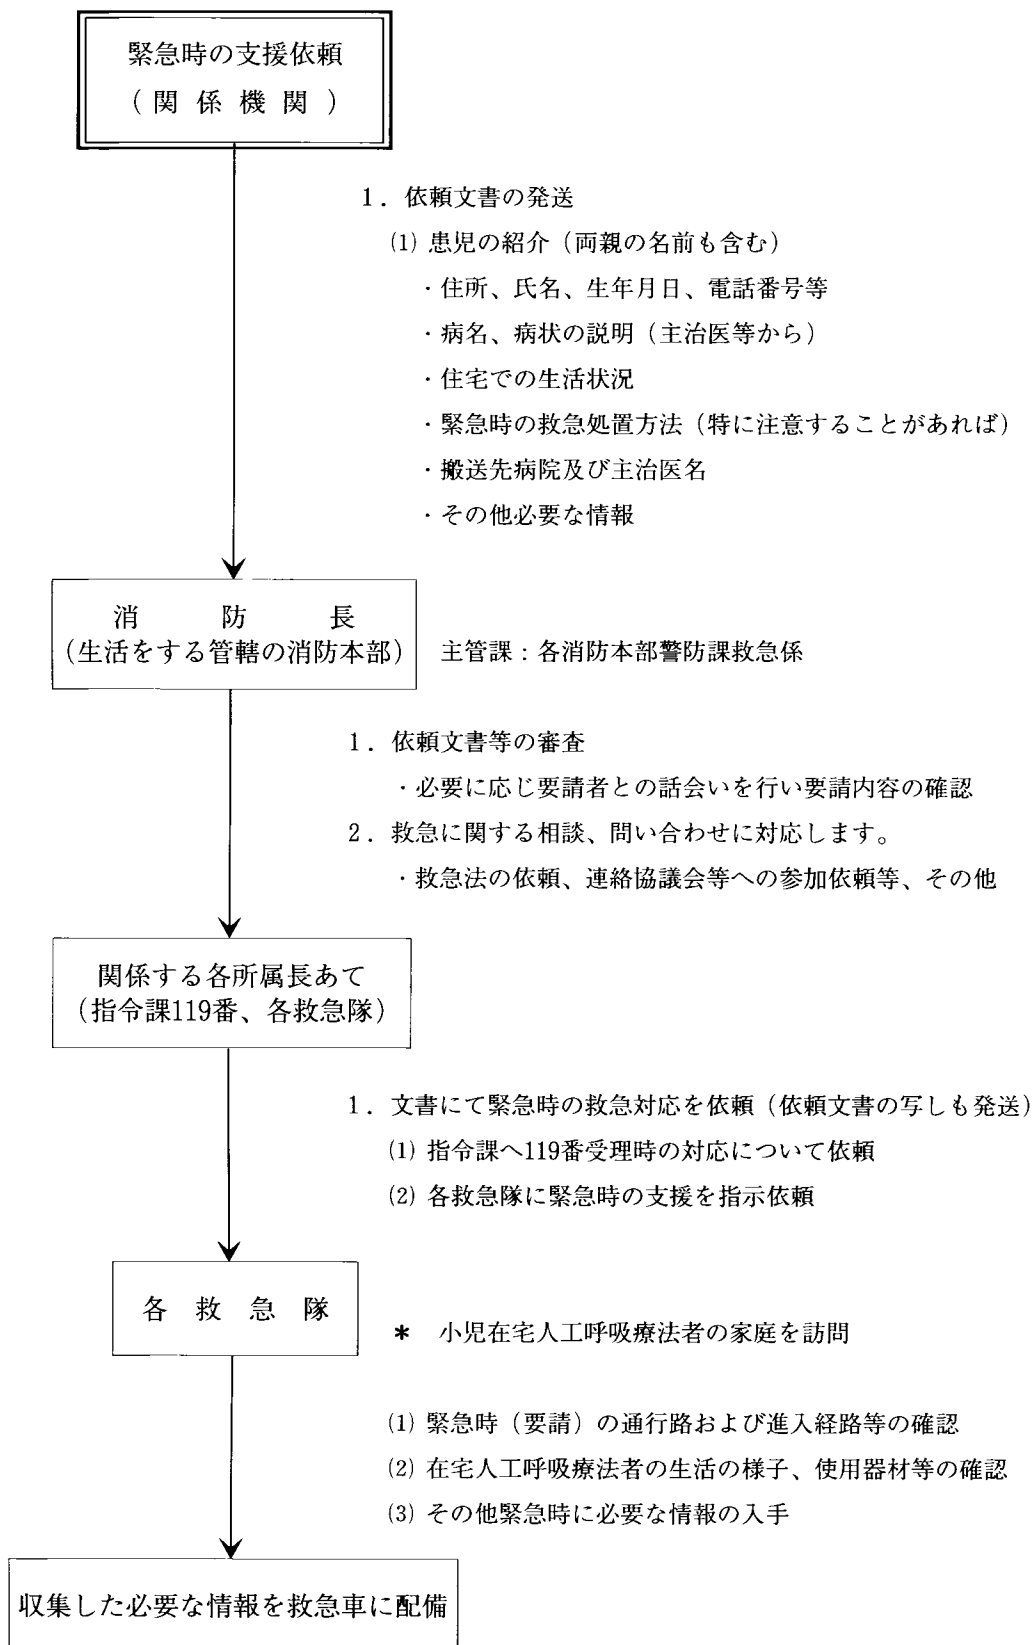 緊急時の支援依頼
(関係機関)
1. 依頼文書の発送
(1) 患児の紹介(両親の名前も含む)
・住所、氏名、生年月日、電話番号等
・病名、病状の説明(主治医等から)
・住宅での生活状況
・緊急時の救急処置方法(特に注意することがあれば)
・搬送先病院及び主治医名
・その他必要な情報
消防長
(生活をする管轄の消防本部)
主管課:各消防本部警防課救急係
1. 依頼文書等の審査
・必要に応じ要請者との話会いを行い要請内容の確認
2. 救急に関する相談、問い合わせに対応します。
・救急法の依頼、連絡協議会等への参加依頼等、その他
関係する各所属長あて
(指令課119番、各救急隊)
1. 文書にて緊急時の救急対応を依頼(依頼文書の写しも発送)
(1) 指令課へ119番受理時の対応について依頼
(2) 各救急隊に緊急時の支援を指示依頼
各救急隊
* 小児在宅人工呼吸療法者の家庭を訪問
(1) 緊急時(要請)の通行路および進入経路等の確認
(2) 在宅人工呼吸療法者の生活の様子、使用器材等の確認
(3) その他緊急時に必要な情報の入手
収集した必要な情報を救急車に配備